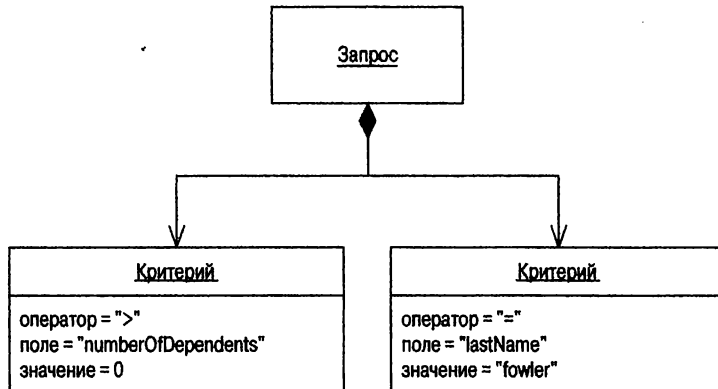 Запрос
Критерий
оператор = ">"
поле = "numberOfDependents"
значение = 0
Критерий
оператор = "="
поле = "lastName"
значение = "fowler"